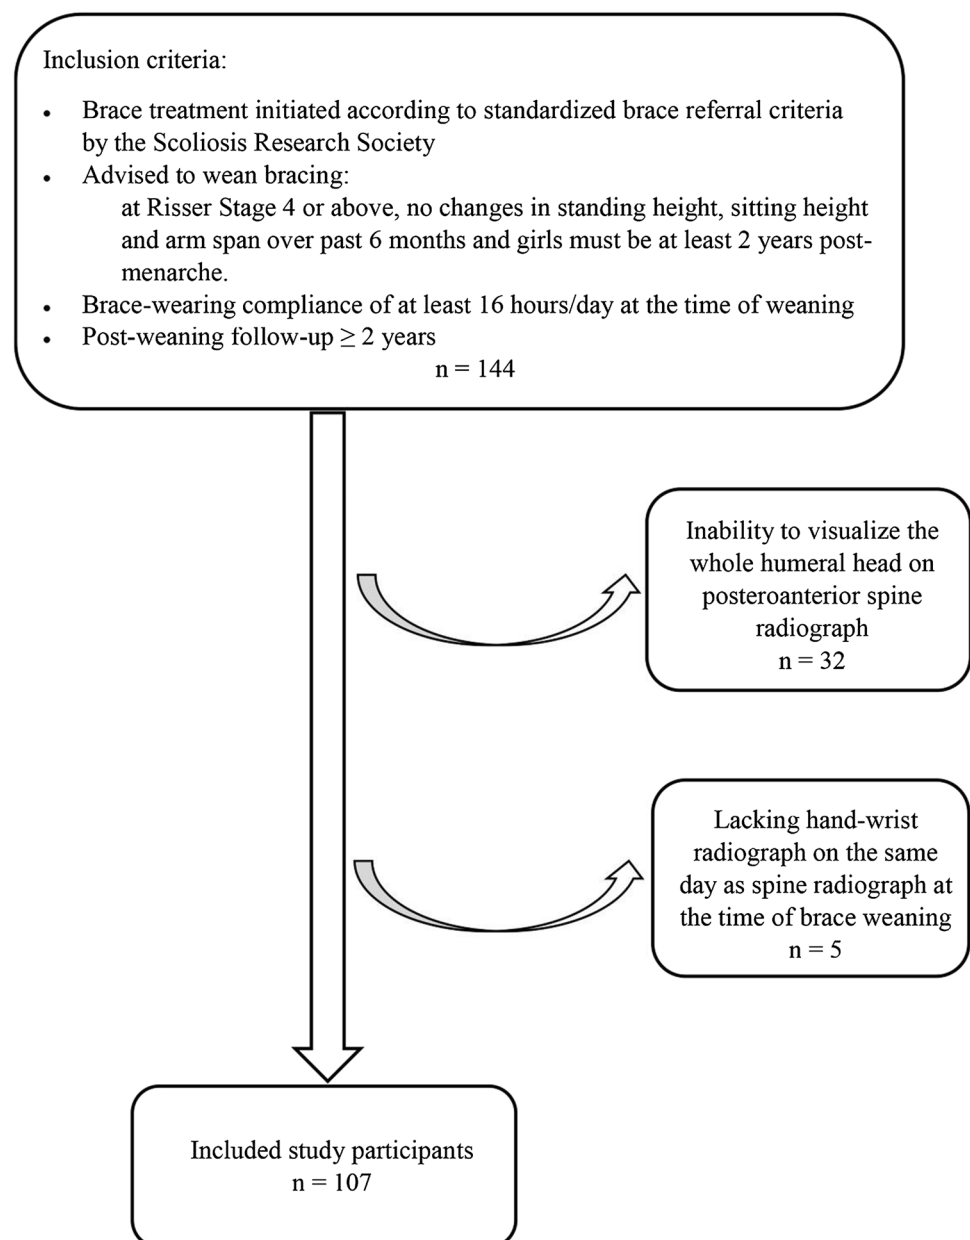 Inclusion criteria:
• Brace treatment initiated according to standardized brace referral criteria
by the Scoliosis Research Society
• Advised to wean bracing:
at Risser Stage 4 or above, no changes in standing height, sitting height
and arm span over past 6 months and girls must be at least 2 years post-
menarche.
• Brace-wearing compliance of at least 16 hours/day at the time of weaning
• Post-weaning follow-up ≥ 2 years
n = 144
Inability to visualize the
whole humeral head on
posteroanterior spine
radiograph
n = 32
Lacking hand-wrist
radiograph on the same
day as spine radiograph at
the time of brace weaning
n = 5
Included study participants
n = 107